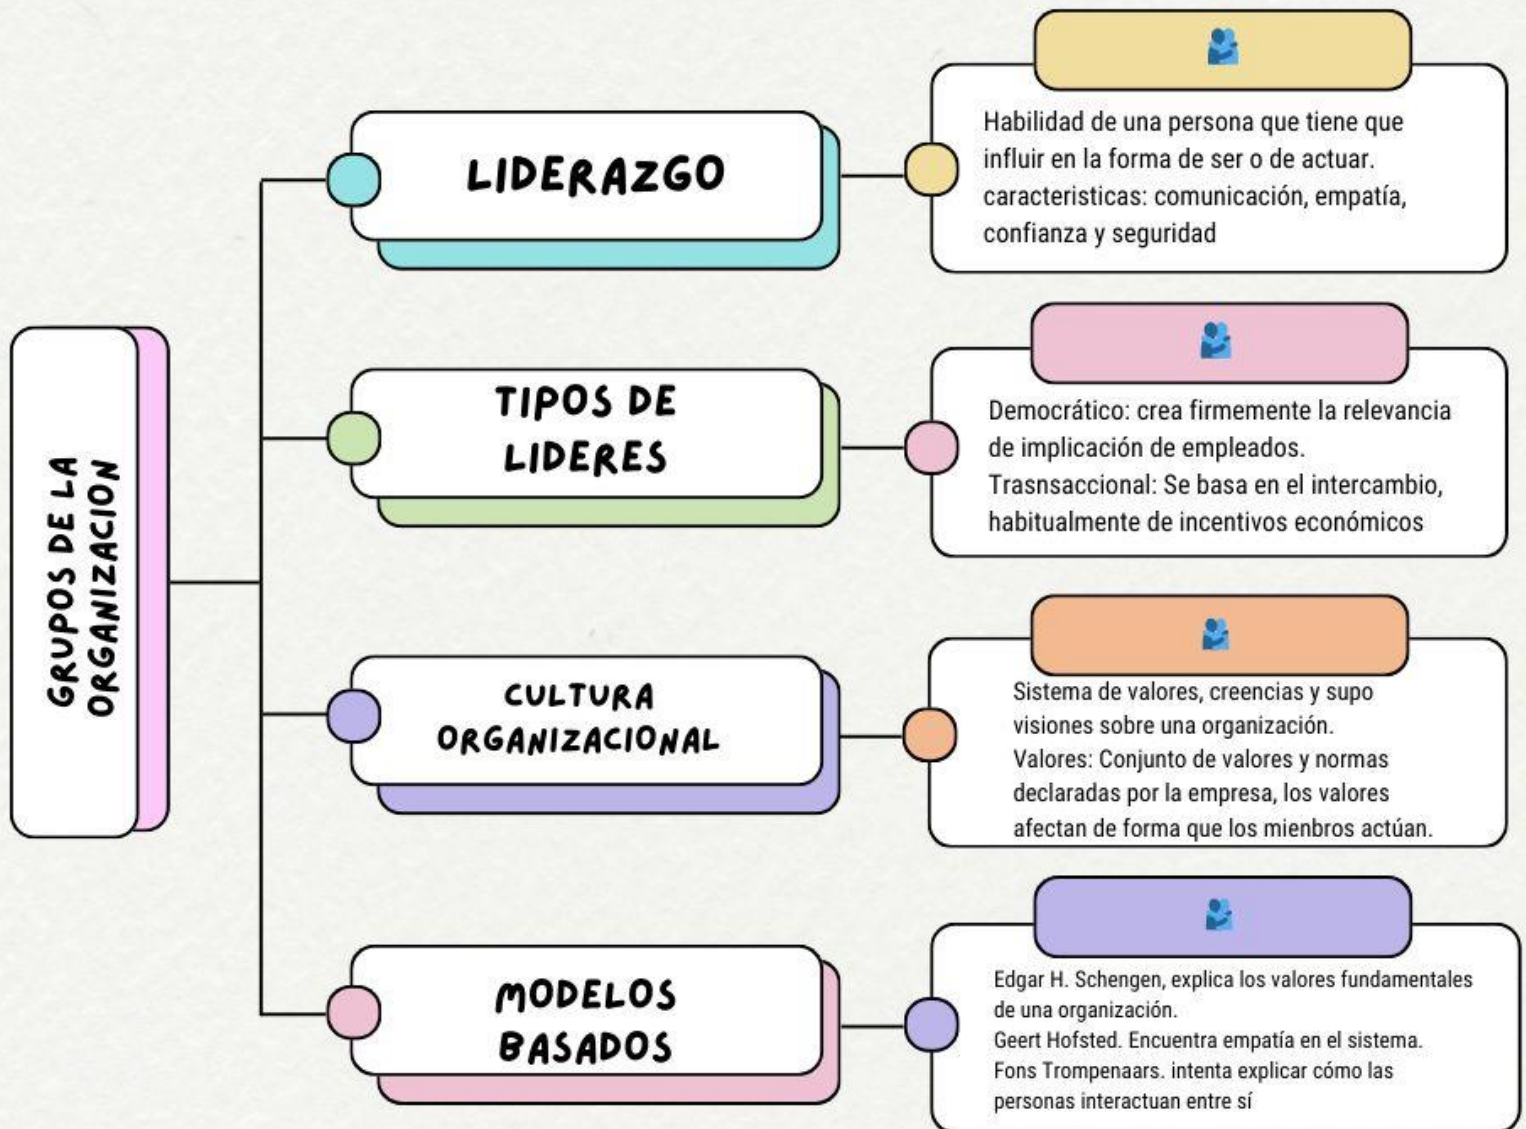 GRUPOS DE LA
ORGANIZACION
LIDERAZGO
Habilidad de una persona que tiene que
influir en la forma de ser o de actuar.
caracteristicas: comunicación, empatía,
confianza y seguridad
TIPOS DE
LIDERES
Democrático: crea firmemente la relevancia
de implicación de empleados.
Trasnsaccional: Se basa en el intercambio,
habitualmente de incentivos económicos
CULTURA
ORGANIZACIONAL
Sistema de valores, creencias y supo
visiones sobre una organización.
Valores: Conjunto de valores y normas
declaradas por la empresa, los valores
afectan de forma que los mienbros actúan.
MODELOS
BASADOS
Edgar H. Schengen, explica los valores fundamentales
de una organización.
Geert Hofsted. Encuentra empatía en el sistema.
Fons Trompenaars. intenta explicar cómo las
personas interactuan entre sí